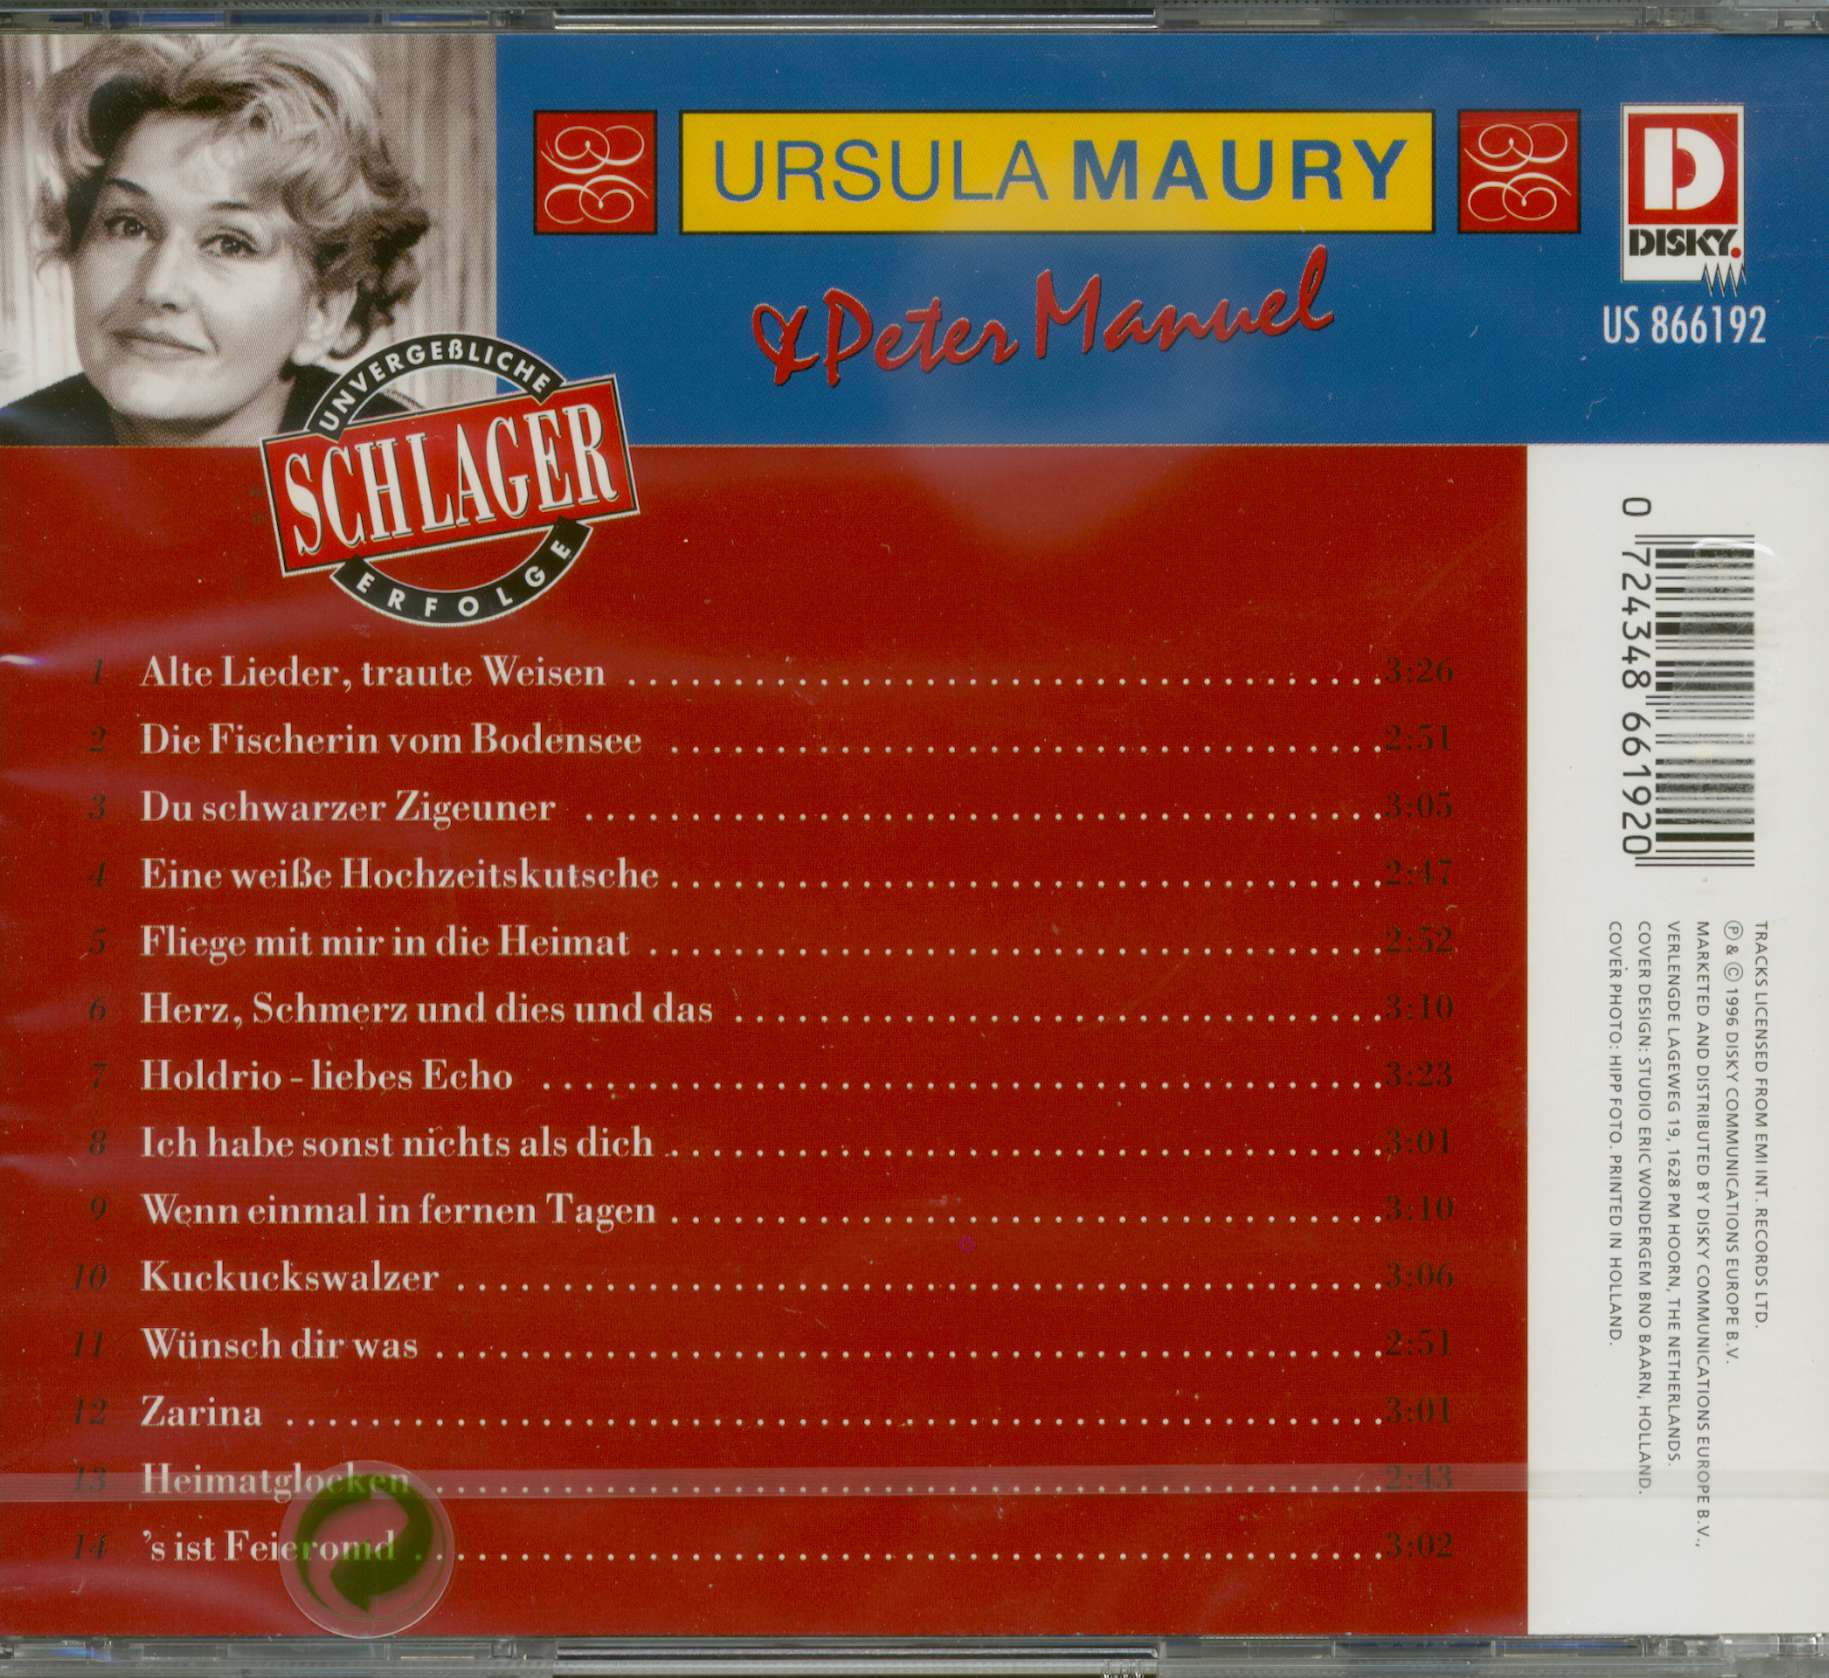 URSULA MAURY
& Peter Manuel
D
DISKY.
US 866192
UNVERGEßLICHE
SCHLAGER
ERFOLGE
1 Alte Lieder, traute Weisen 3:26
2 Die Fischerin vom Bodensee 2:51
3 Du schwarzer Zigeuner 3:05
4 Eine weiße Hochzeitskutsche 2:47
5 Fliege mit mir in die Heimat 2:52
6 Herz, Schmerz und dies und das 3:10
7 Holdrio - liebes Echo 3:23
8 Ich habe sonst nichts als dich 3:01
9 Wenn einmal in fernen Tagen 3:10
10 Kuckuckswalzer 3:06
11 Wünsch dir was 2:51
12 Zarina 3:01
13 Heimatglocken 2:43
14 's ist Feieromd 3:02
0 724348 661920
TRACKS LICENSED FROM EMI INT. RECORDS LTD.
℗ & © 1996 DISKY COMMUNICATIONS EUROPE B.V.
MARKETED AND DISTRIBUTED BY DISKY COMMUNICATIONS EUROPE B.V.,
VERLENGDE LAGEWEG 19, 1628 PM HOORN, THE NETHERLANDS.
COVER DESIGN: STUDIO ERIC WONDERGEM BNO BAARN, HOLLAND.
COVER PHOTO: HIPP FOTO. PRINTED IN HOLLAND.